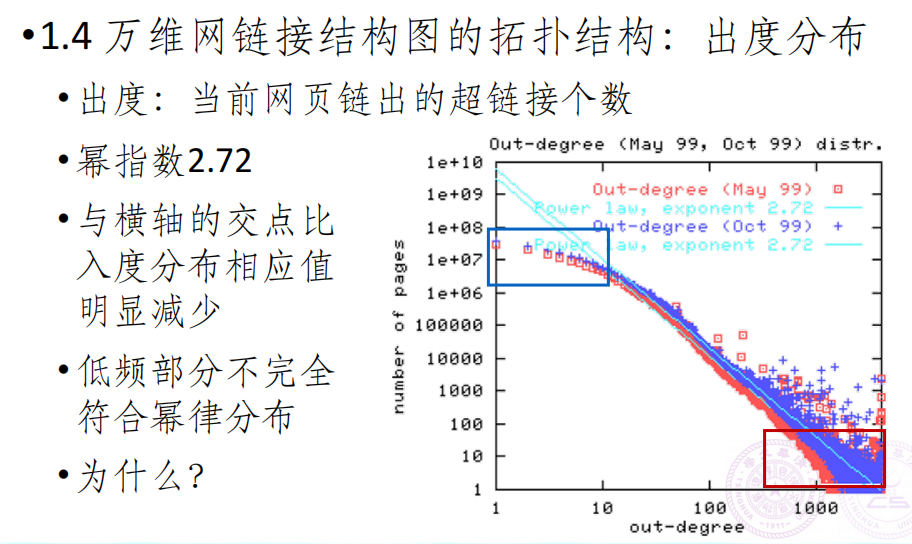 •1.4 万维网链接结构图的拓扑结构：出度分布
•出度：当前网页链出的超链接个数
•幂指数2.72
•与横轴的交点比
入度分布相应值
明显减少
•低频部分不完全
符合幂律分布
•为什么？
Out-degree (May 99, Oct 99) distr.
Out-degree (May 99)
Power law, exponent 2.72
Out-degree (Oct 99)
Power law, exponent 2.72
number of pages
1e+10
1e+09
1e+08
1e+07
1e+06
100000
10000
1000
100
10
1
1
10
100
1000
out-degree